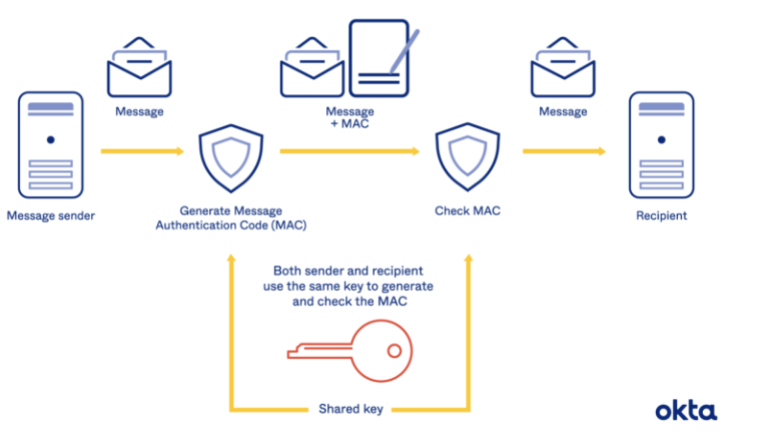 Message
Message
+ MAC
Message
Message sender
Generate Message
Authentication Code (MAC)
Check MAC
Recipient
Both sender and recipient
use the same key to generate
and check the MAC
Shared key
okta